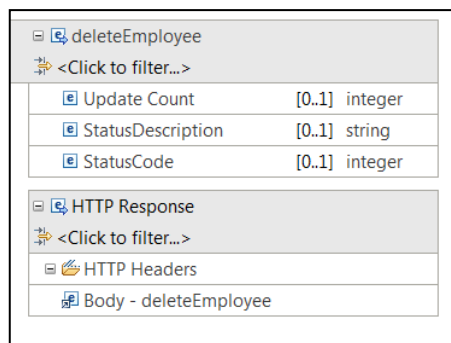 deleteEmployee
<Click to filter...>
Update Count [0..1] integer
StatusDescription [0..1] string
StatusCode [0..1] integer
HTTP Response
<Click to filter...>
HTTP Headers
Body - deleteEmployee